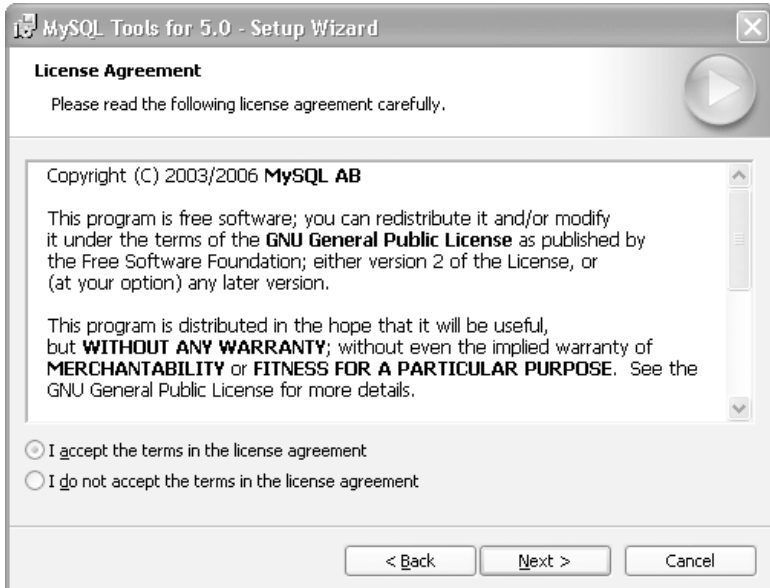 MySQL Tools for 5.0 - Setup Wizard
License Agreement
Please read the following license agreement carefully.
Copyright (C) 2003/2006 MySQL AB
This program is free software; you can redistribute it and/or modify
it under the terms of the GNU General Public License as published by
the Free Software Foundation; either version 2 of the License, or
(at your option) any later version.
This program is distributed in the hope that it will be useful,
but WITHOUT ANY WARRANTY; without even the implied warranty of
MERCHANTABILITY or FITNESS FOR A PARTICULAR PURPOSE.  See the
GNU General Public License for more details.
I accept the terms in the license agreement
I do not accept the terms in the license agreement
< Back Next > Cancel